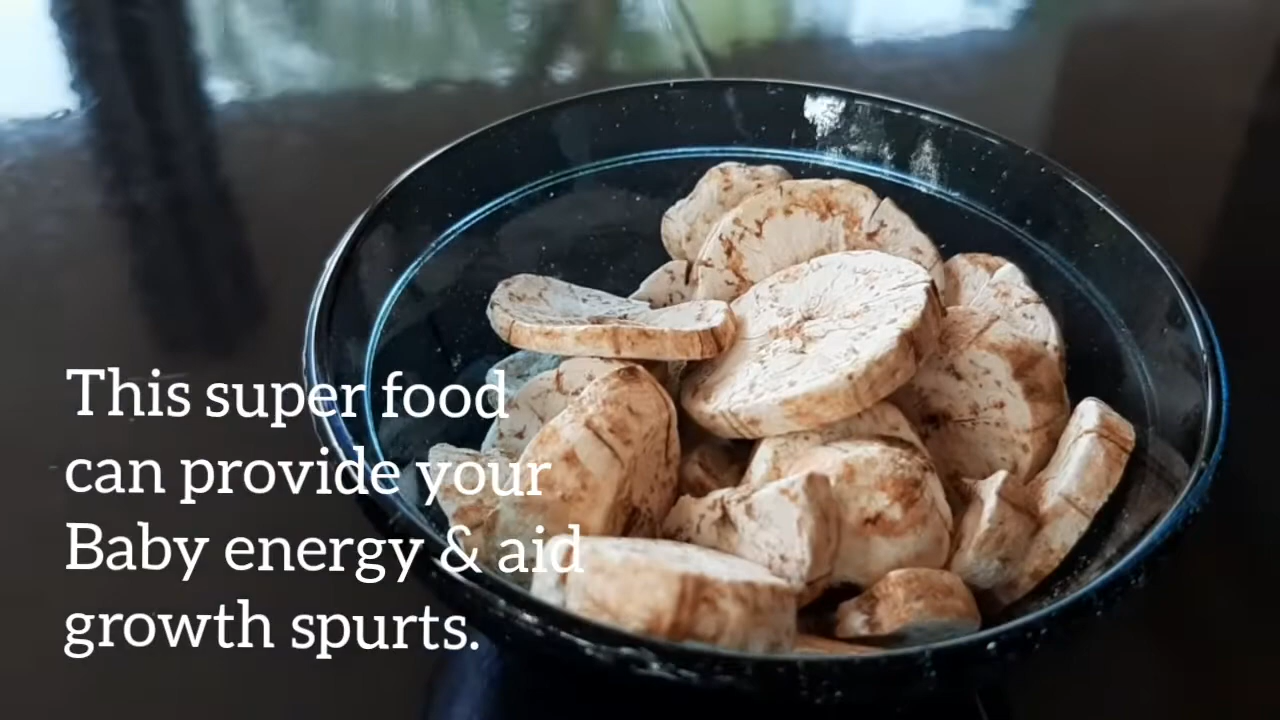 This super food
can provide your
Baby energy & aid
growth spurts.